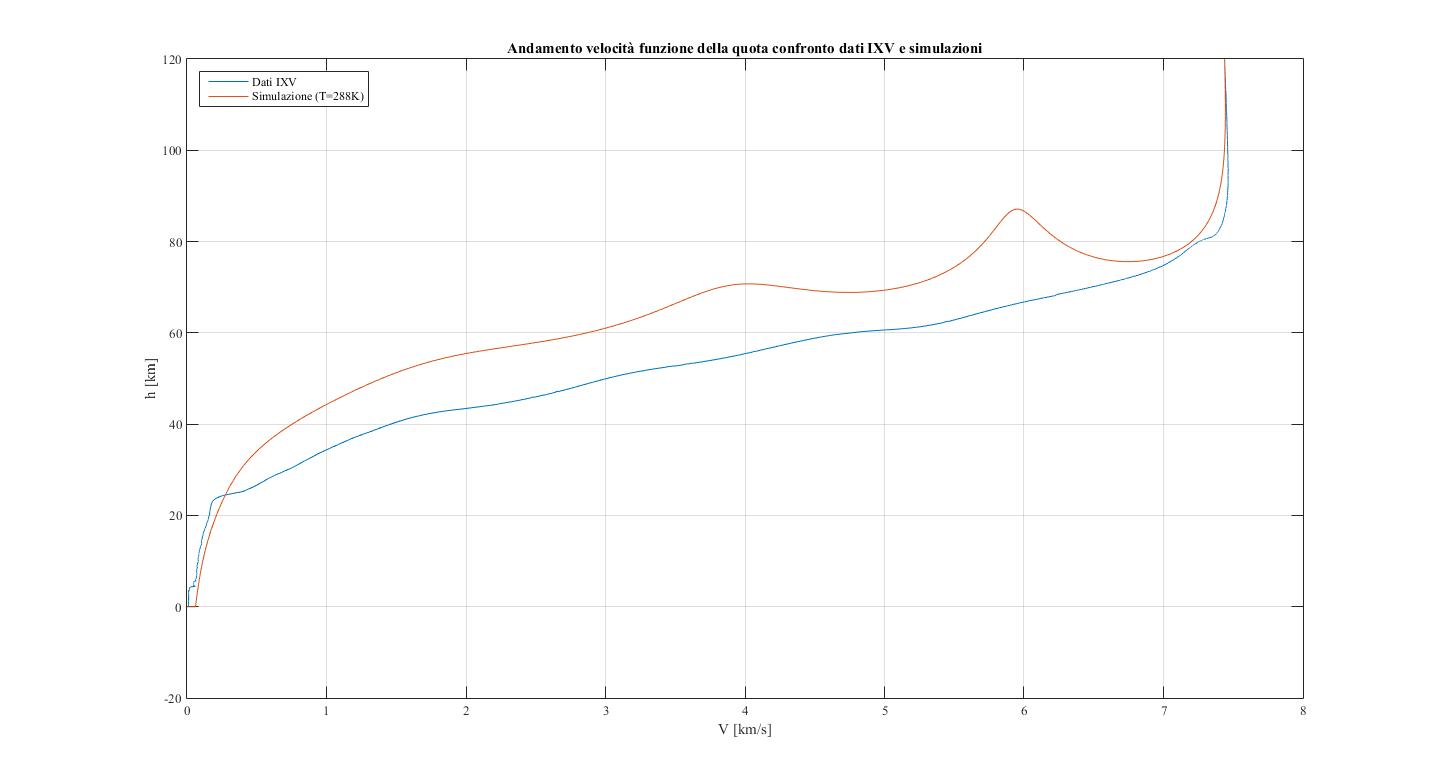 Andamento velocità funzione della quota confronto dati IXV e simulazioni
Dati IXV
Simulazione (T=288K)
120
100
80
60
40
20
0
-20
h [km]
0 1 2 3 4 5 6 7 8
V [km/s]